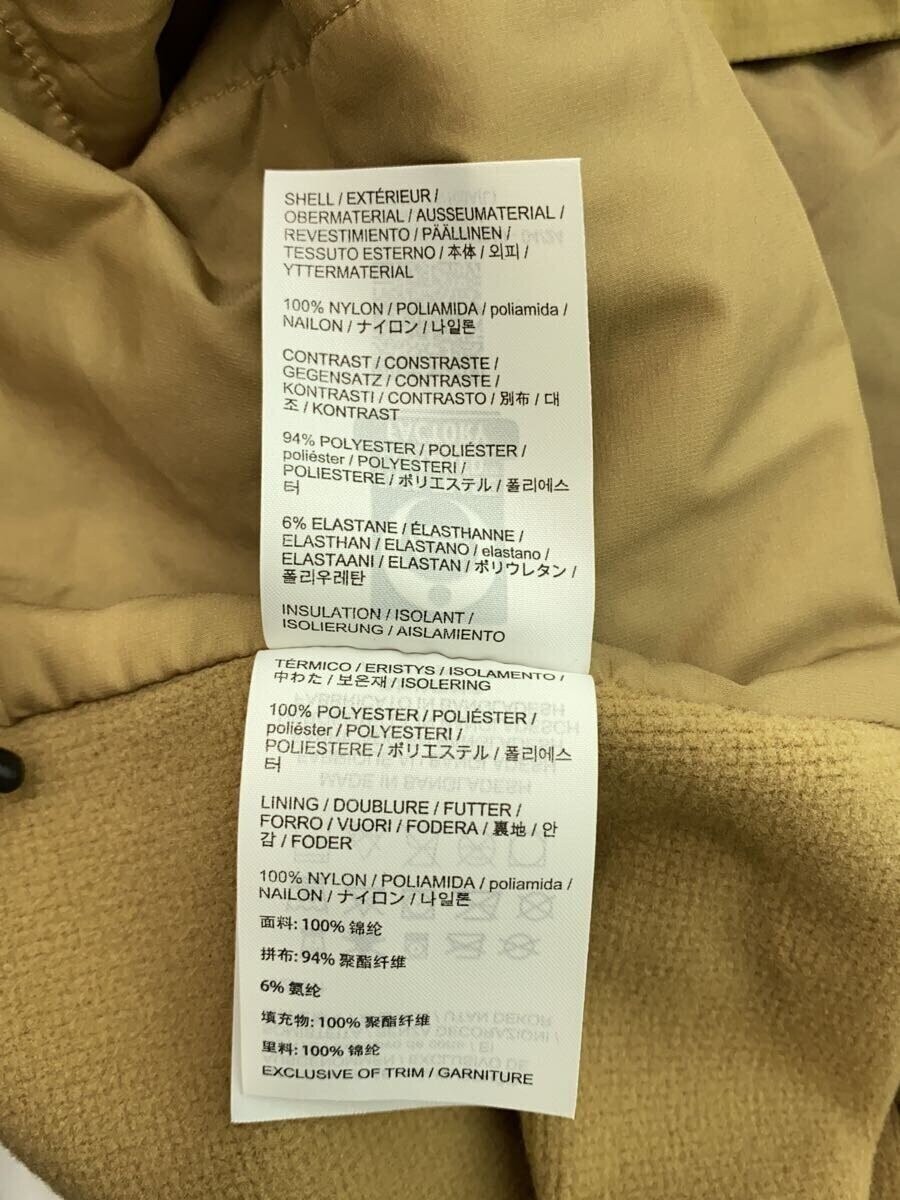 SHELL / EXTÉRIEUR /
OBERMATERIAL / AUSSEUMATERIAL /
REVESTIMIENTO / PÄÄLLINEN /
TESSUTO ESTERNO / 本体 / 외피 /
YTTERMATERIAL
100% NYLON / POLIAMIDA / poliamida /
NAILON / ナイロン / 나일론
CONTRAST / CONSTRASTE /
GEGENSATZ / CONTRASTE /
KONTRASTI / CONTRASTO / 別布 / 대
조 / KONTRAST
94% POLYESTER / POLIÉSTER /
poliéster / POLYESTERI /
POLIESTERE / ポリエステル / 폴리에스
터
6% ELASTANE / ÉLASTHANNE /
ELASTHAN / ELASTANO / elastano /
ELASTAANI / ELASTAN / ポリウレタン /
폴리우레탄
INSULATION / ISOLANT /
ISOLIERUNG / AISLAMIENTO
TÉRMICO / ERISTYS / ISOLAMENTO /
中わた / 보온재 / ISOLERING
100% POLYESTER / POLIÉSTER /
poliéster / POLYESTERI /
POLIESTERE / ポリエステル / 폴리에스
터
LINING / DOUBLURE / FUTTER /
FORRO / VUORI / FODERA / 裏地 / 안
감 / FODER
100% NYLON / POLIAMIDA / poliamida /
NAILON / ナイロン / 나일론
面料: 100% 锦纶
拼布: 94% 聚酯纤维
6% 氨纶
填充物: 100% 聚酯纤维
里料: 100% 锦纶
EXCLUSIVE OF TRIM / GARNITURE